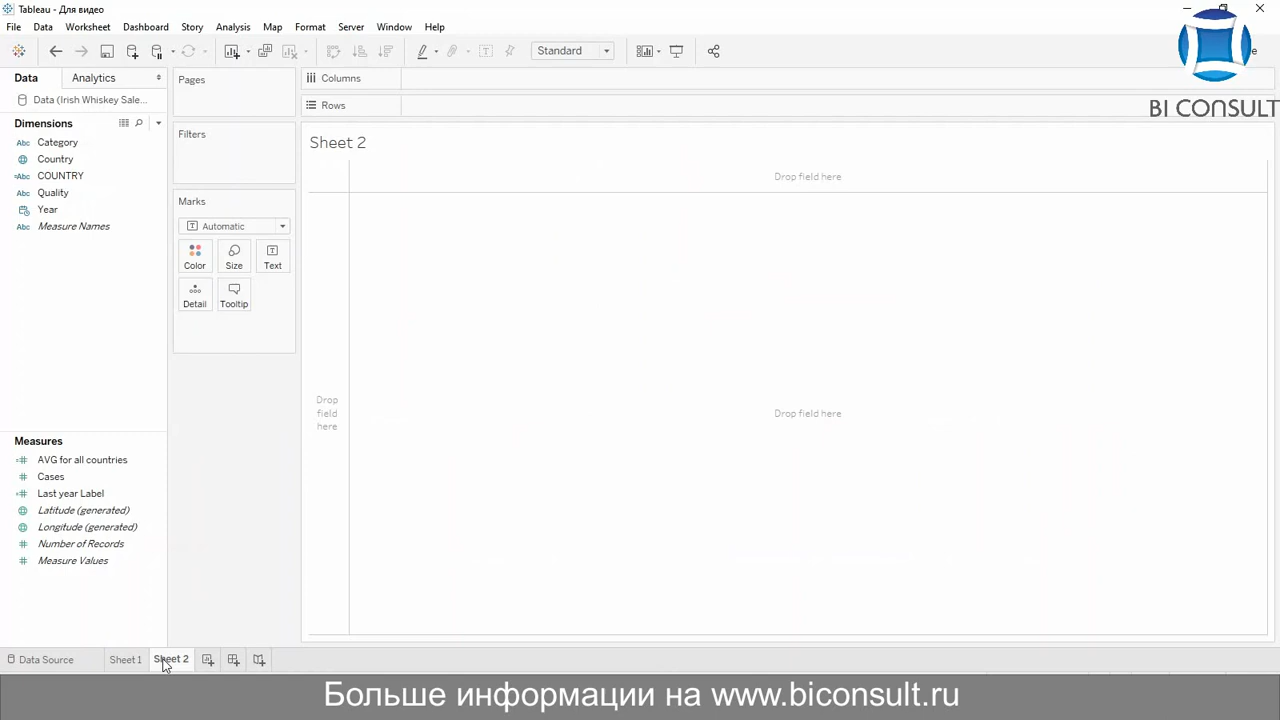 Tableau - Для видео
File Data Worksheet Dashboard Story Analysis Map Format Server Window Help
Standard
Data Analytics Pages Columns
Data (Irish Whiskey Sale...
Rows
BI CONSULT
Dimensions
Filters
Sheet 2
Abc Category
Country
Abc COUNTRY
Quality
Year
Abc Measure Names
Drop field here
Marks
Automatic
Color Size Text
Detail Tooltip
Drop
field
here
Drop field here
Measures
AVG for all countries
Cases
Last year Label
Latitude (generated)
Longitude (generated)
Number of Records
Measure Values
Data Source Sheet 1 Sheet 2
Больше информации на www.biconsult.ru